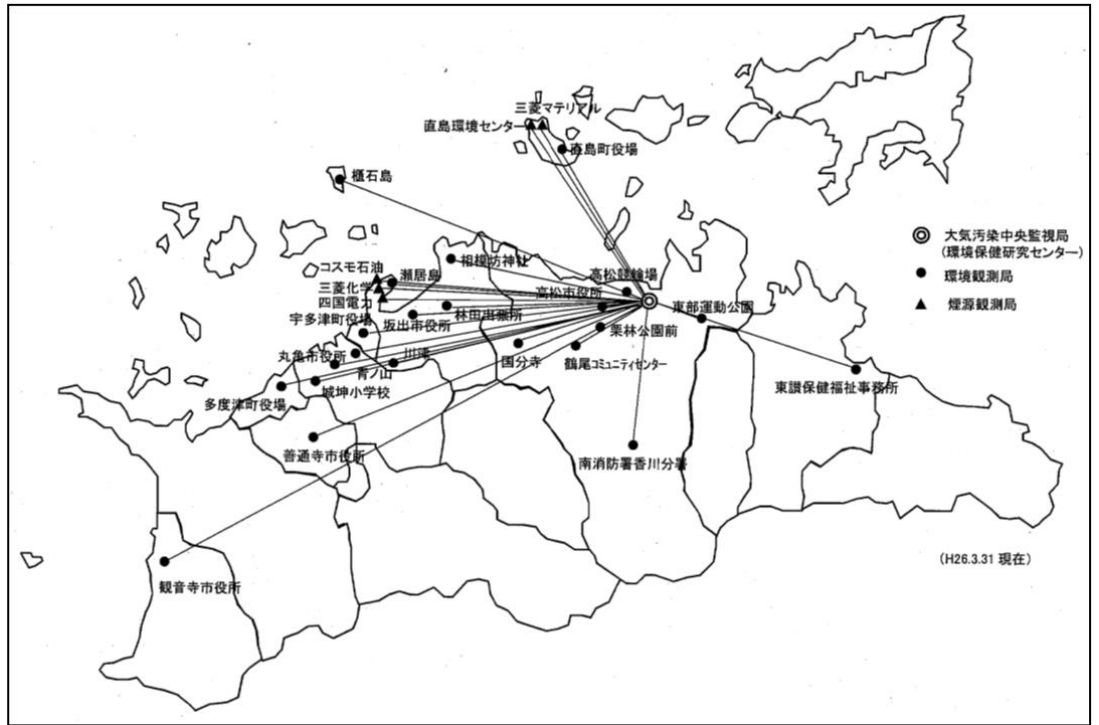 三菱マテリアル
直島環境センター
直島町役場
櫃石島
相模坊神社
コスモ石油
瀬居島
三菱化学
四国電力
宇多津町役場
坂出市役所
林田出張所
高松競輪場
高松市役所
東部運動公園
栗林公園前
国分寺
鶴尾コミュニティセンター
丸亀市役所
青ノ山
川津
城坤小学校
多度津町役場
善通寺市役所
東讃保健福祉事務所
南消防署香川分署
観音寺市役所
大気汚染中央監視局
(環境保健研究センター)
環境観測局
煙源観測局
(H26.3.31 現在)